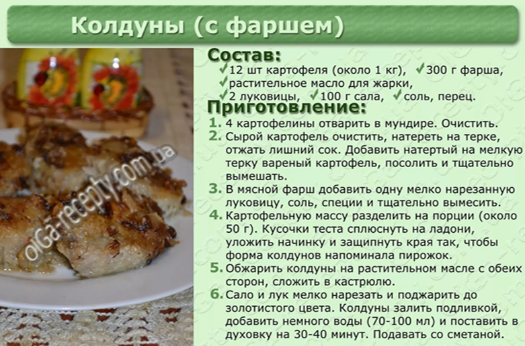 Колдуны (с фаршем)
Состав:
✓12 шт картофеля (около 1 кг), ✓300 г фарша,
✓растительное масло для жарки,
✓2 луковицы, ✓100 г сала, ✓соль, перец.
Приготовление:
1. 4 картофелины отварить в мундире. Очистить.
2. Сырой картофель очистить, натереть на терке,
отжать лишний сок. Добавить натертый на мелкую
терку вареный картофель, посолить и тщательно
вымешать.
3. В мясной фарш добавить одну мелко нарезанную
луковицу, соль, специи и тщательно вымесить.
4. Картофельную массу разделить на порции (около
50 г). Кусочки теста сплюснуть на ладони,
уложить начинку и защипнуть края так, чтобы
форма колдунов напоминала пирожок.
5. Обжарить колдуны на растительном масле с обеих
сторон, сложить в кастрюлю.
6. Сало и лук мелко нарезать и поджарить до
золотистого цвета. Колдуны залить подливкой,
добавить немного воды (70-100 мл) и поставить в
духовку на 30-40 минут. Подавать со сметаной.
olGa-recepty.com.ua